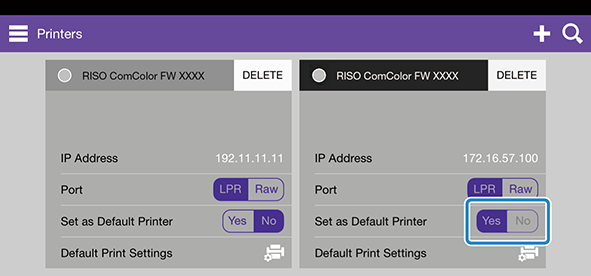 Printers
RISO ComColor FW XXXX DELETE
IP Address 192.11.11.11
Port LPR Raw
Set as Default Printer Yes No
Default Print Settings
RISO ComColor FW XXXX DELETE
IP Address 172.16.57.100
Port LPR Raw
Set as Default Printer Yes No
Default Print Settings